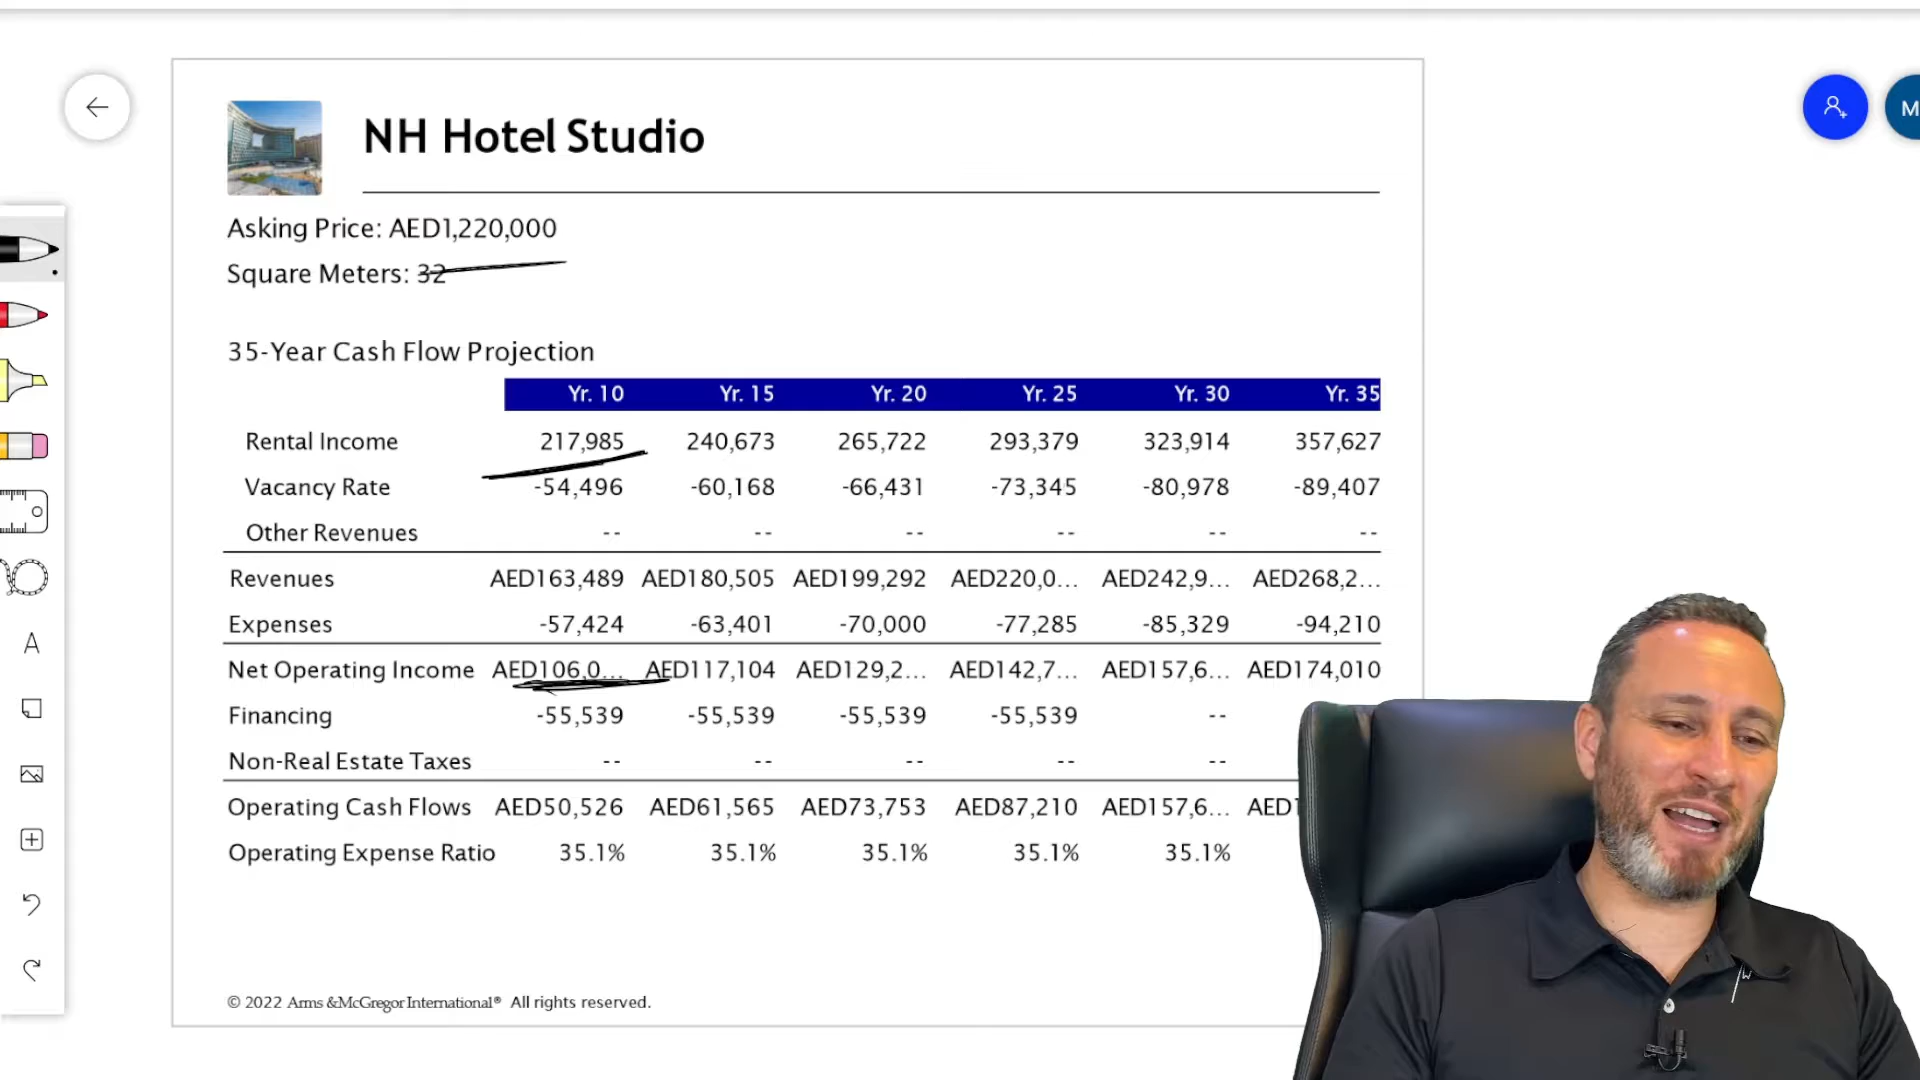 NH Hotel Studio
M
Asking Price: AED1,220,000
Square Meters: 32
35-Year Cash Flow Projection
Yr. 10 Yr. 15 Yr. 20 Yr. 25 Yr. 30 Yr. 35
Rental Income 217,985 240,673 265,722 293,379 323,914 357,627
Vacancy Rate -54,496 -60,168 -66,431 -73,345 -80,978 -89,407
Other Revenues -- -- -- -- -- --
Revenues AED163,489 AED180,505 AED199,292 AED220,0... AED242,9... AED268,2...
Expenses -57,424 -63,401 -70,000 -77,285 -85,329 -94,210
Net Operating Income AED106,0... AED117,104 AED129,2... AED142,7... AED157,6... AED174,010
Financing -55,539 -55,539 -55,539 -55,539 --
Non-Real Estate Taxes -- -- -- -- --
Operating Cash Flows AED50,526 AED61,565 AED73,753 AED87,210 AED157,6... AED1
Operating Expense Ratio 35.1% 35.1% 35.1% 35.1% 35.1%
© 2022 Arms &McGregor International® All rights reserved.
A